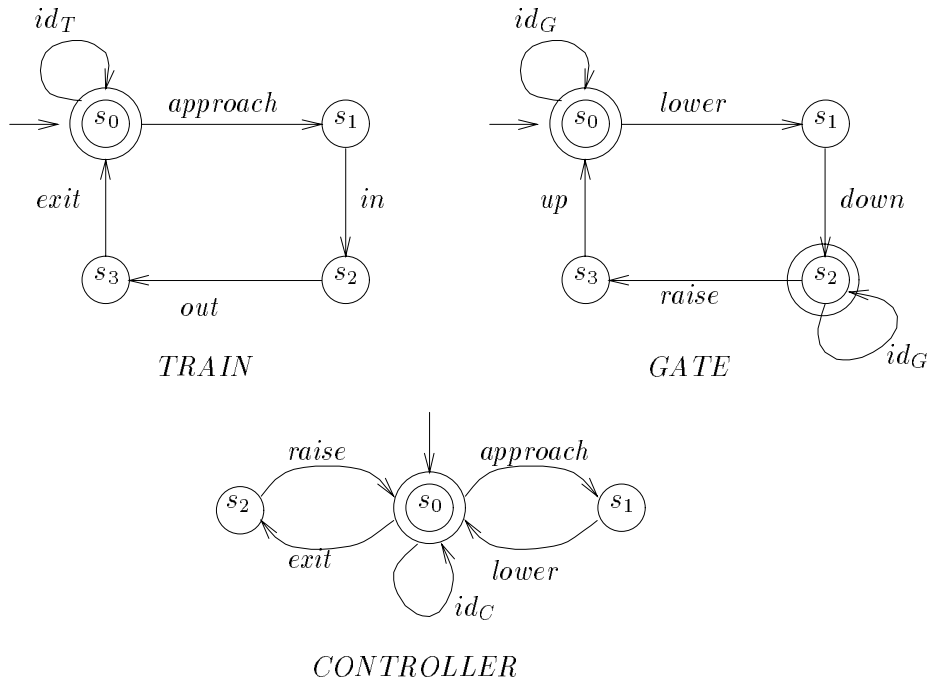 id_T
id_G
s_0 approach s_1
s_0 lower s_1
exit in
up down
s_3 out s_2
s_3 raise s_2
id_G
TRAIN
GATE
raise approach
s_2 s_0 s_1
exit lower
id_C
CONTROLLER